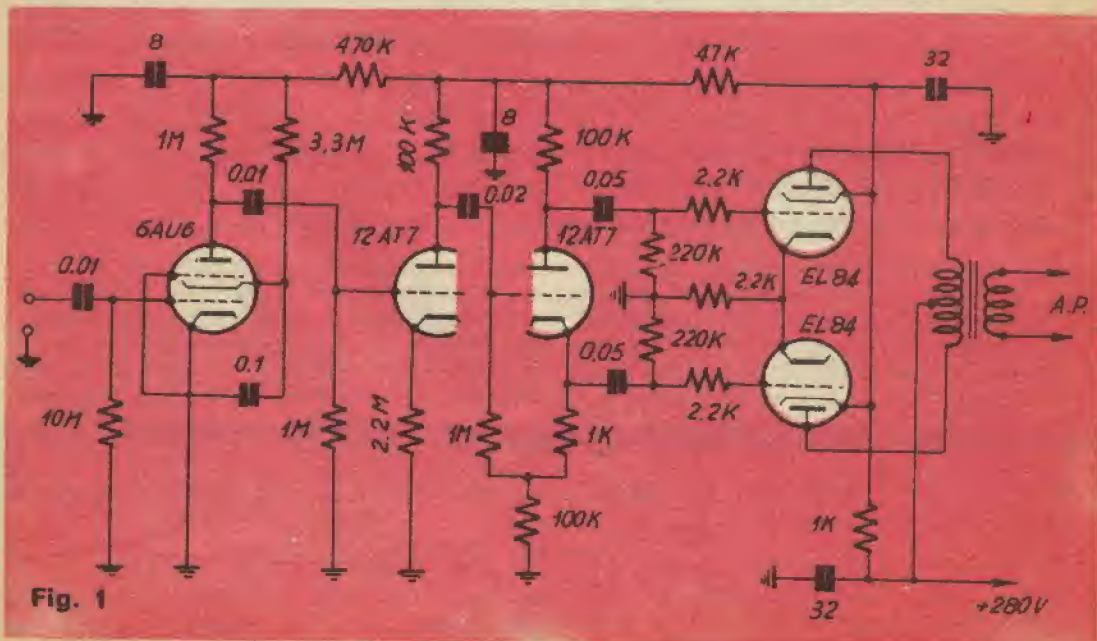 8
470K
47K
32
1M
3,3M
100K
8
100K
0,01
0,02
0,05
2.2K
6AU6
12AT7
12AT7
0.01
220K
2.2K
EL84
A.P.
0,05
220K
EL84
0.1
2.2K
10M
1M
2.2M
1M
1K
100K
1K
Fig. 1
32
+280V